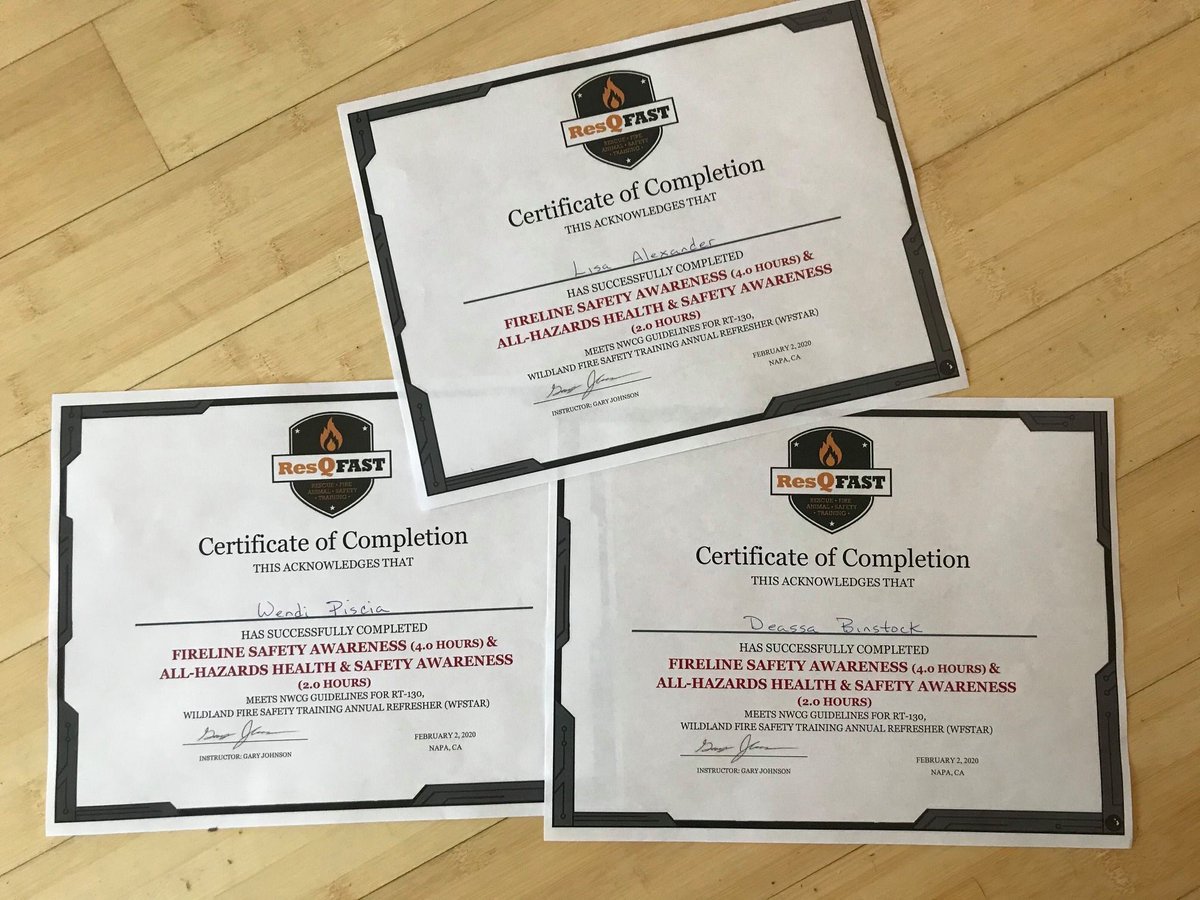 ResQFAST
RESCUE • FIRE
ANIMAL • SAFETY
• TRAINING •
Certificate of Completion
THIS ACKNOWLEDGES THAT
Lisa Alexander
HAS SUCCESSFULLY COMPLETED
FIRELINE SAFETY AWARENESS (4.0 HOURS) &
ALL-HAZARDS HEALTH & SAFETY AWARENESS
(2.0 HOURS)
MEETS NWCG GUIDELINES FOR RT-130,
WILDLAND FIRE SAFETY TRAINING ANNUAL REFRESHER (WFSTAR)
FEBRUARY 2, 2020
NAPA, CA
INSTRUCTOR: GARY JOHNSON
ResQFAST
RESCUE • FIRE
ANIMAL • SAFETY
• TRAINING •
Certificate of Completion
THIS ACKNOWLEDGES THAT
Wendi Piscia
HAS SUCCESSFULLY COMPLETED
FIRELINE SAFETY AWARENESS (4.0 HOURS) &
ALL-HAZARDS HEALTH & SAFETY AWARENESS
(2.0 HOURS)
MEETS NWCG GUIDELINES FOR RT-130,
WILDLAND FIRE SAFETY TRAINING ANNUAL REFRESHER (WFSTAR)
FEBRUARY 2, 2020
NAPA, CA
INSTRUCTOR: GARY JOHNSON
ResQFAST
RESCUE • FIRE
ANIMAL • SAFETY
• TRAINING •
Certificate of Completion
THIS ACKNOWLEDGES THAT
Deassa Binstock
HAS SUCCESSFULLY COMPLETED
FIRELINE SAFETY AWARENESS (4.0 HOURS) &
ALL-HAZARDS HEALTH & SAFETY AWARENESS
(2.0 HOURS)
MEETS NWCG GUIDELINES FOR RT-130,
WILDLAND FIRE SAFETY TRAINING ANNUAL REFRESHER (WFSTAR)
FEBRUARY 2, 2020
NAPA, CA
INSTRUCTOR: GARY JOHNSON